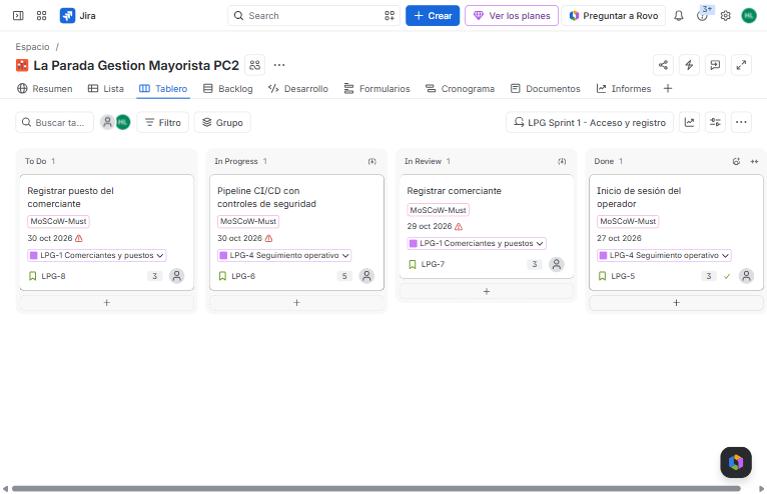 Jira
Search
+ Crear
Ver los planes
Preguntar a Rovo
3+
HL
Espacio /
La Parada Gestion Mayorista PC2
Resumen
Lista
Tablero
Backlog
Desarrollo
Formularios
Cronograma
Documentos
Informes
Buscar ta...
HL
Filtro
Grupo
LPG Sprint 1 - Acceso y registro
To Do 1
Registrar puesto del
comerciante
MoSCoW-Must
30 oct 2026
LPG-1 Comerciantes y puestos
LPG-8 3
In Progress 1
Pipeline CI/CD con
controles de seguridad
MoSCoW-Must
30 oct 2026
LPG-4 Seguimiento operativo
LPG-6 5
In Review 1
Registrar comerciante
MoSCoW-Must
29 oct 2026
LPG-1 Comerciantes y puestos
LPG-7 3
Done 1
Inicio de sesión del
operador
MoSCoW-Must
27 oct 2026
LPG-4 Seguimiento operativo
LPG-5 3